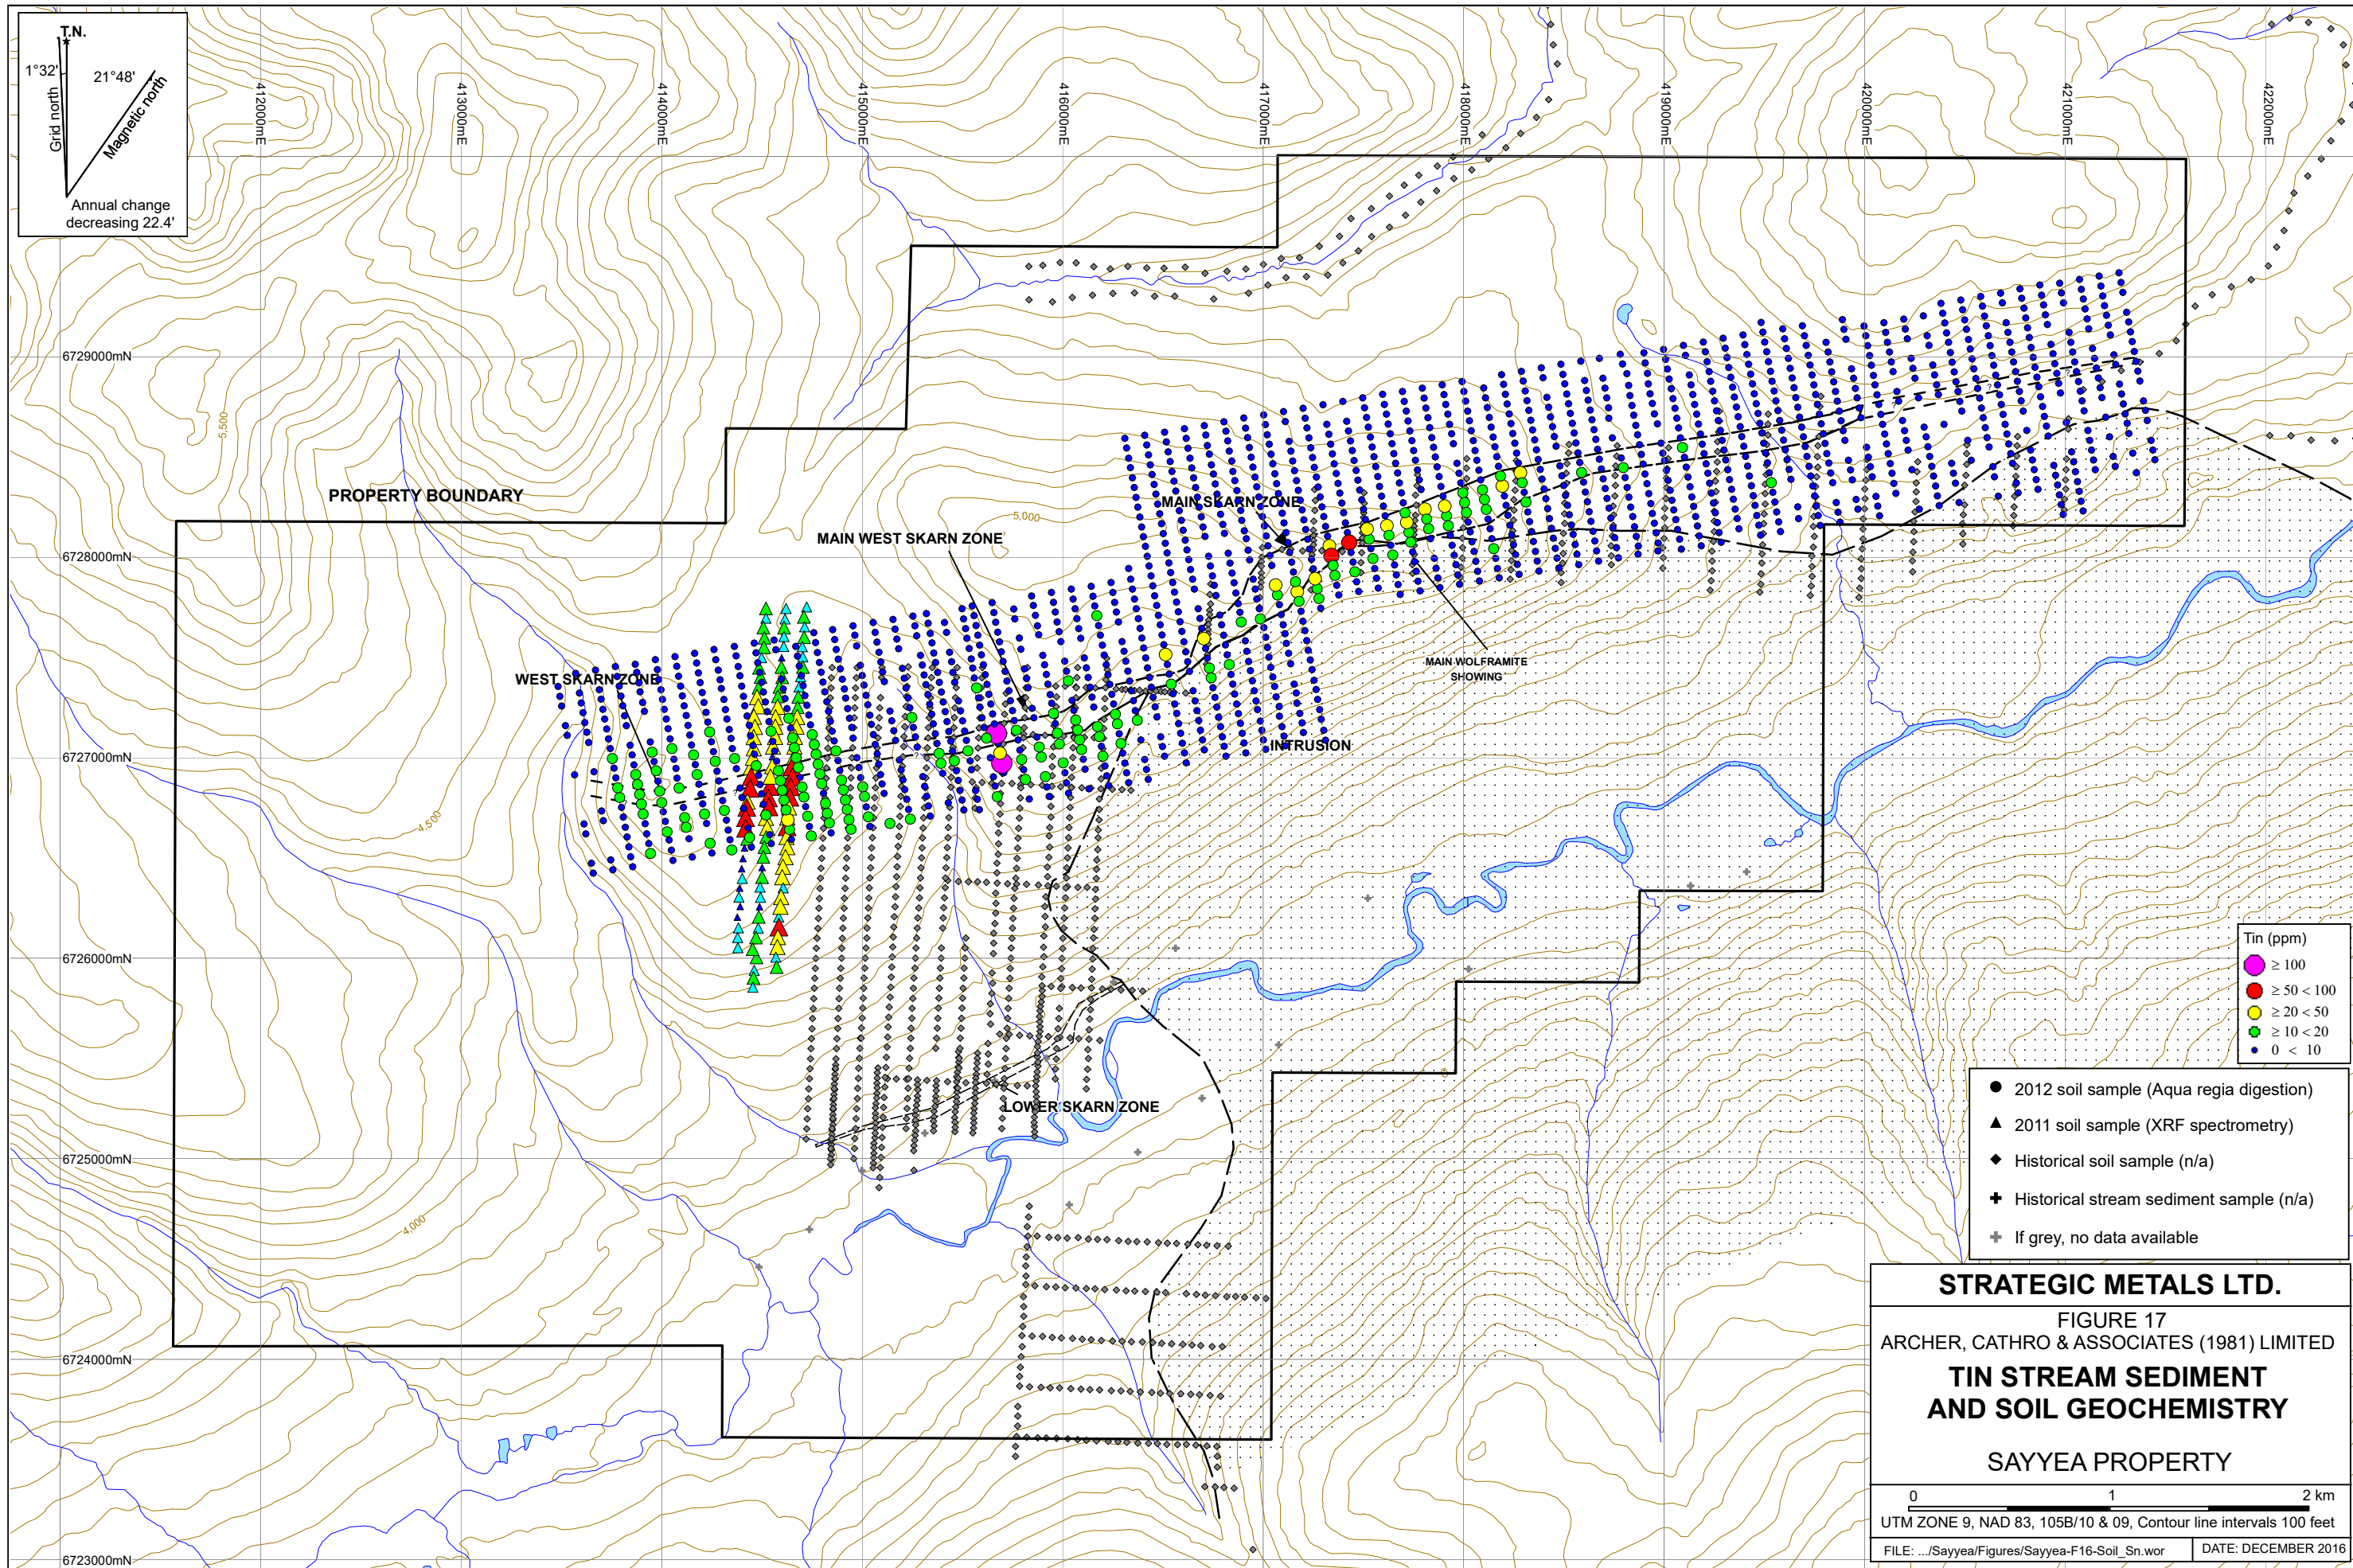 T.N.
1°32'
21°48'
Grid north
Magnetic north
Annual change
decreasing 22.4'
412000mE
413000mE
414000mE
415000mE
416000mE
417000mE
418000mE
419000mE
420000mE
421000mE
422000mE
6729000mN
6728000mN
6727000mN
6726000mN
6725000mN
6724000mN
6723000mN
5,500
5,000
4,500
4,000
PROPERTY BOUNDARY
MAIN SKARN ZONE
MAIN WEST SKARN ZONE
WEST SKARN ZONE
MAIN WOLFRAMITE
SHOWING
INTRUSION
LOWER SKARN ZONE
Tin (ppm)
≥ 100
≥ 50 < 100
≥ 20 < 50
≥ 10 < 20
0 < 10
2012 soil sample (Aqua regia digestion)
2011 soil sample (XRF spectrometry)
Historical soil sample (n/a)
Historical stream sediment sample (n/a)
If grey, no data available
STRATEGIC METALS LTD.
FIGURE 17
ARCHER, CATHRO & ASSOCIATES (1981) LIMITED
TIN STREAM SEDIMENT
AND SOIL GEOCHEMISTRY
SAYYEA PROPERTY
0 1 2 km
UTM ZONE 9, NAD 83, 105B/10 & 09, Contour line intervals 100 feet
FILE: .../Sayyea/Figures/Sayyea-F16-Soil_Sn.wor
DATE: DECEMBER 2016